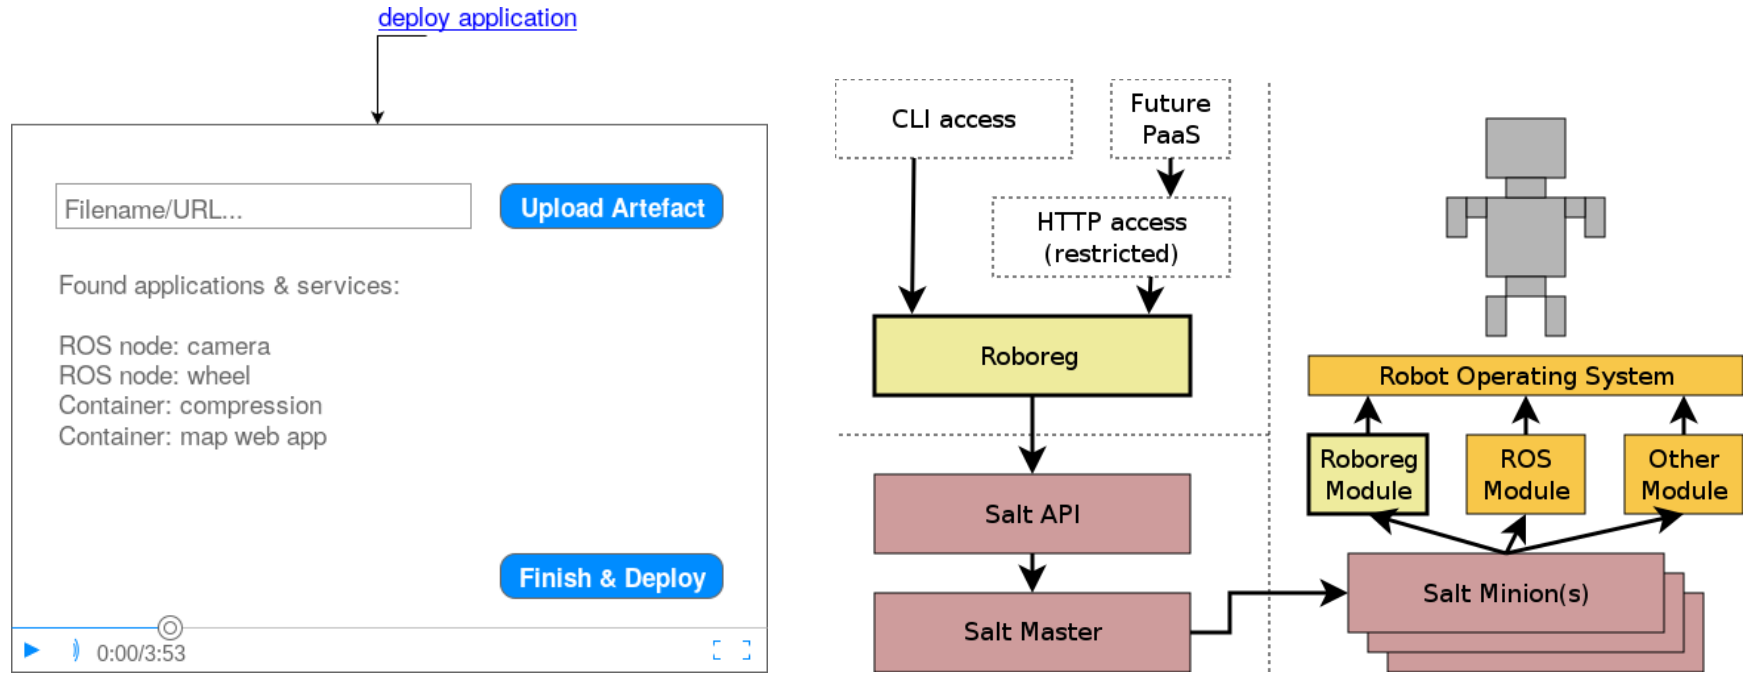 deploy application
Filename/URL...
Upload Artefact
Found applications & services:
ROS node: camera
ROS node: wheel
Container: compression
Container: map web app
Finish & Deploy
0:00/3:53
CLI access
Future
PaaS
HTTP access
(restricted)
Roboreg
Salt API
Salt Master
Robot Operating System
Roboreg
Module
ROS
Module
Other
Module
Salt Minion(s)